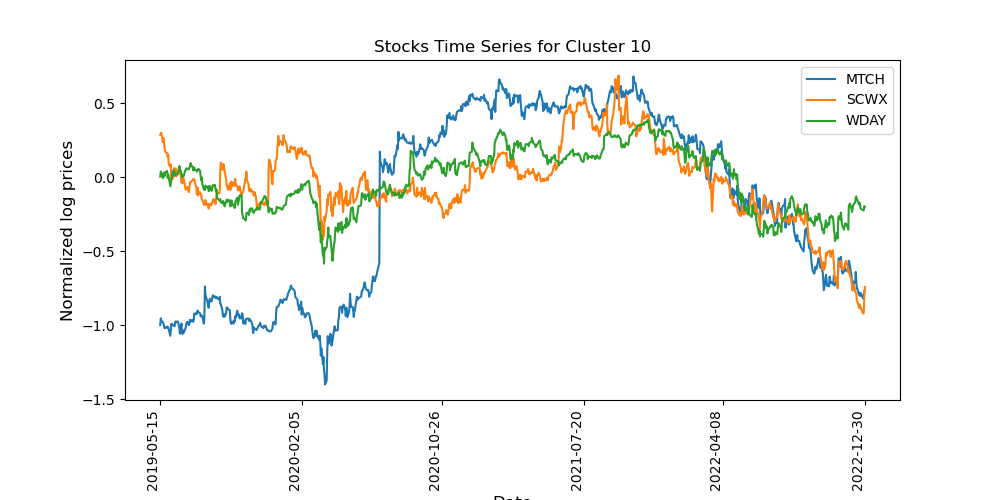 Stocks Time Series for Cluster 10
MTCH
SCWX
WDAY
Normalized log prices
0.5
0.0
−0.5
−1.0
−1.5
2019-05-15
2020-02-05
2020-10-26
2021-07-20
2022-04-08
2022-12-30
Date